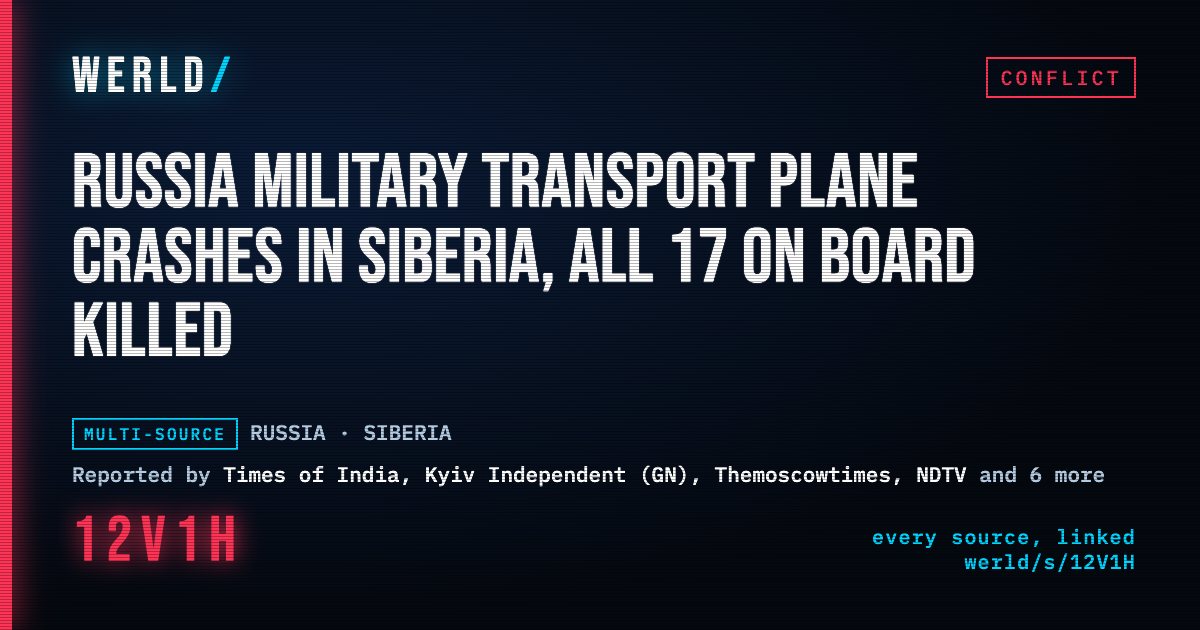 WERLD/
CONFLICT
RUSSIA MILITARY TRANSPORT PLANE
CRASHES IN SIBERIA, ALL 17 ON BOARD
KILLED
MULTI-SOURCE RUSSIA · SIBERIA
Reported by Times of India, Kyiv Independent (GN), Themoscowtimes, NDTV and 6 more
12V1H
every source, linked
werld/s/12V1H